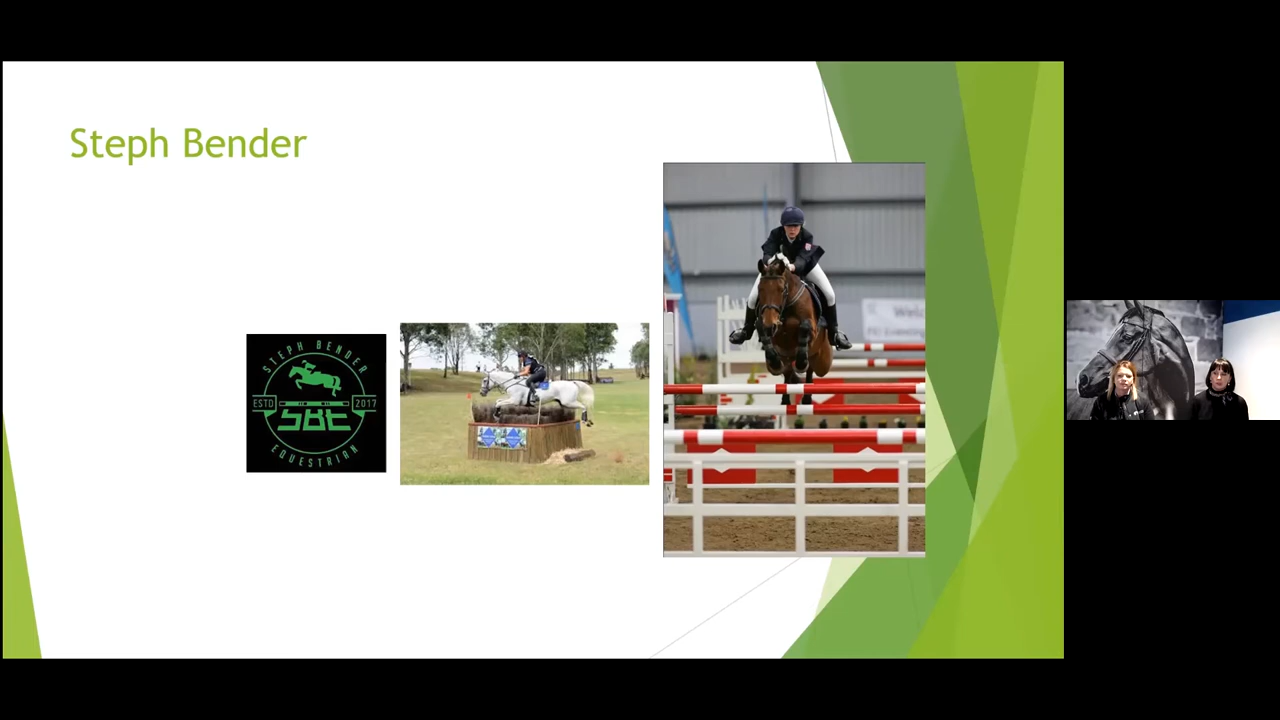 Steph Bender
STEPH BENDER
ESTD 2017
SBE
EQUESTRIAN